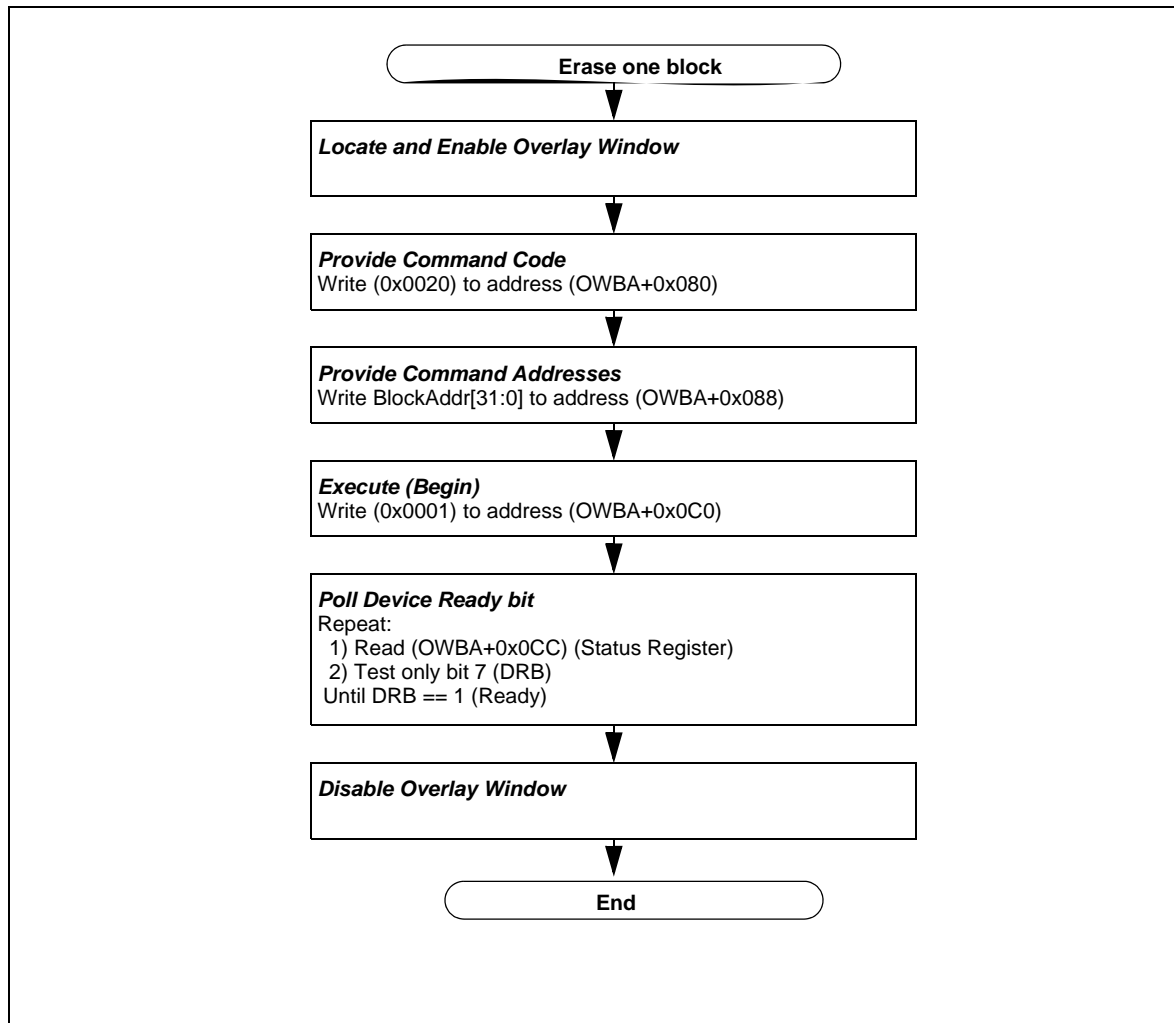 Erase one block
Locate and Enable Overlay Window
Provide Command Code
Write (0x0020) to address (OWBA+0x080)
Provide Command Addresses
Write BlockAddr[31:0] to address (OWBA+0x088)
Execute (Begin)
Write (0x0001) to address (OWBA+0x0C0)
Poll Device Ready bit
Repeat:
1) Read (OWBA+0x0CC) (Status Register)
2) Test only bit 7 (DRB)
Until DRB == 1 (Ready)
Disable Overlay Window
End